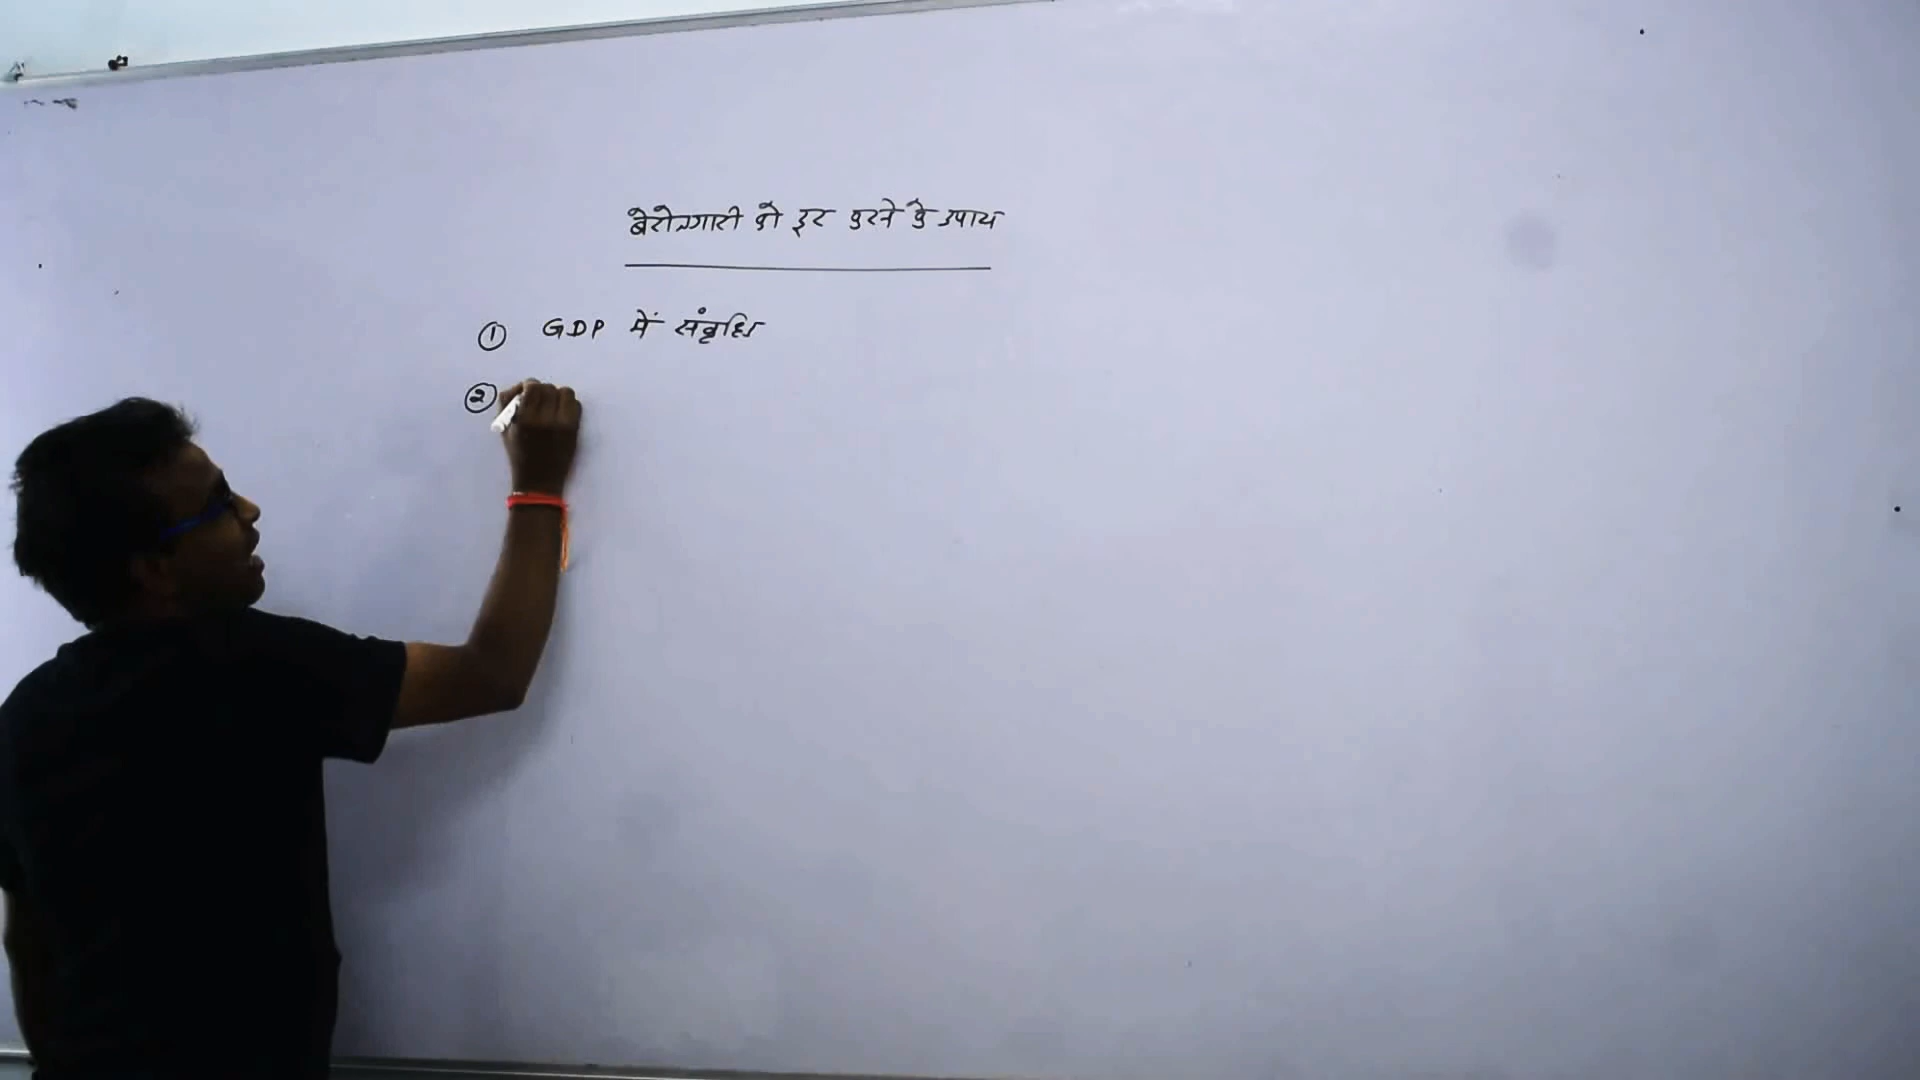 बेरोजगारी को दूर करने के उपाय
① GDP में संवृद्धि
②